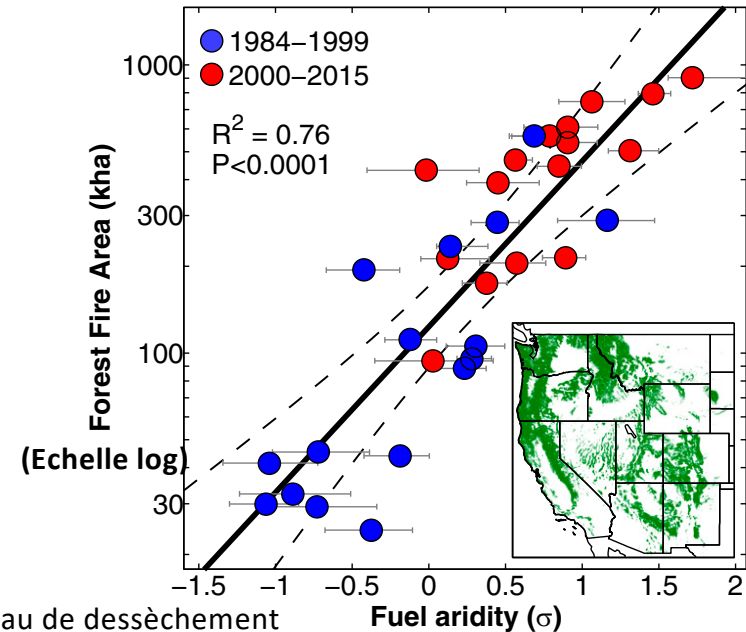 1984−1999
2000−2015
R² = 0.76
P<0.0001
Forest Fire Area (kha)
(Echelle log)
1000
300
100
30
−1.5 −1 −0.5 0 0.5 1 1.5 2
au de dessèchement
Fuel aridity (σ)